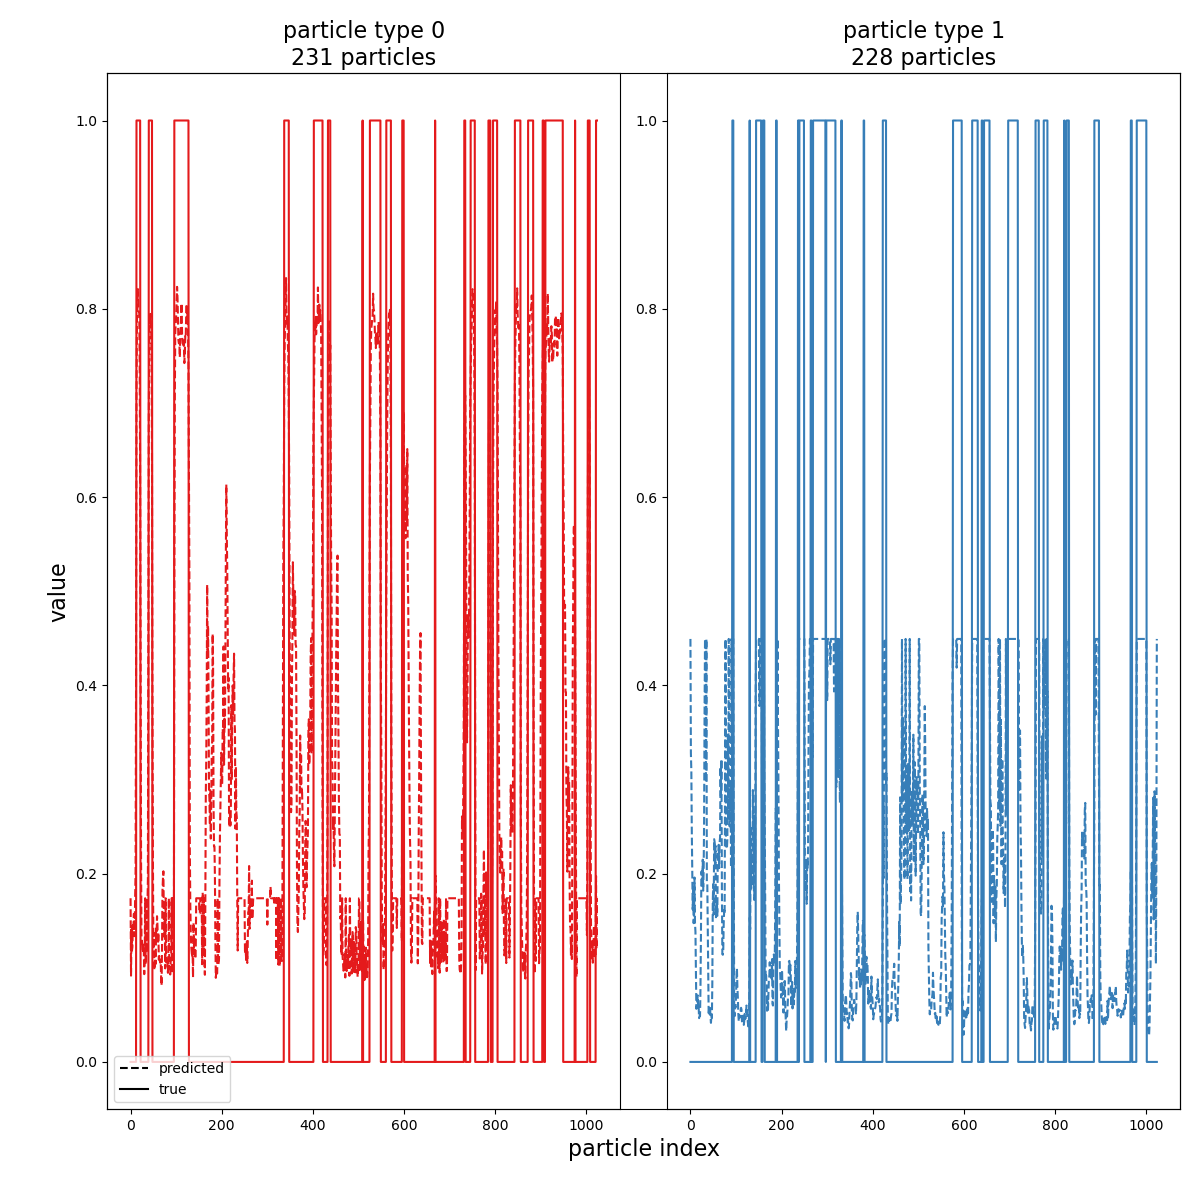 particle type 0
231 particles
particle type 1
228 particles
1.0
0.8
0.6
0.4
0.2
0.0
value
1.0
0.8
0.6
0.4
0.2
0.0
predicted
true
0 200 400 600 800 1000
0 200 400 600 800 1000
particle index